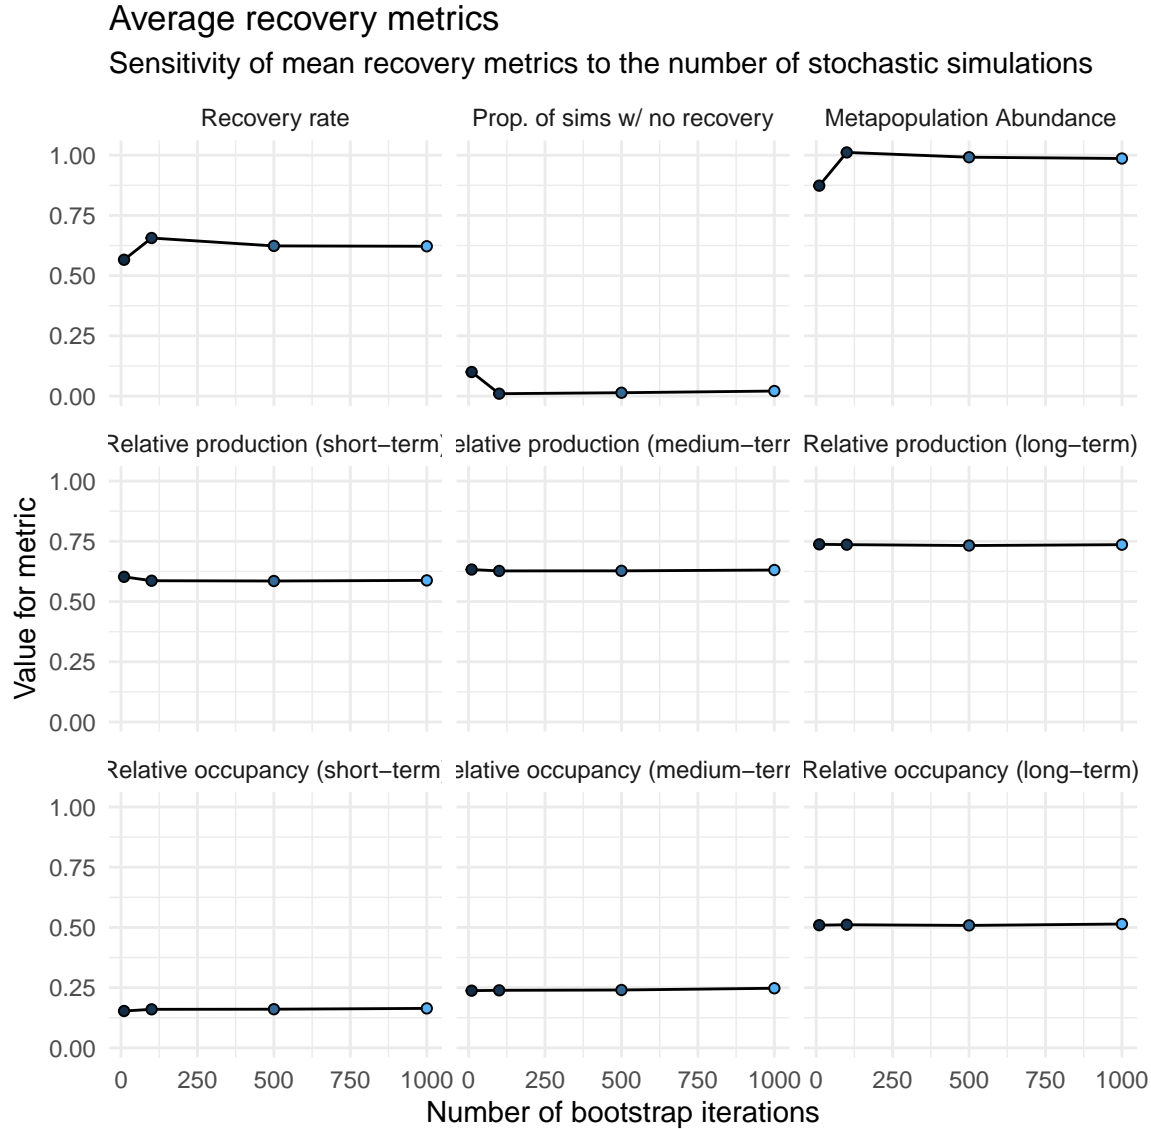 Average recovery metrics
Sensitivity of mean recovery metrics to the number of stochastic simulations
Recovery rate Prop. of sims w/ no recovery Metapopulation Abundance
1.00
0.75
0.50
0.25
0.00
Relative production (short−term) elative production (medium−terr Relative production (long−term)
1.00
0.75
0.50
0.25
0.00
Value for metric
Relative occupancy (short−term) elative occupancy (medium−terr Relative occupancy (long−term)
1.00
0.75
0.50
0.25
0.00
0 250 500 750 1000 0 250 500 750 1000 0 250 500 750 1000
Number of bootstrap iterations